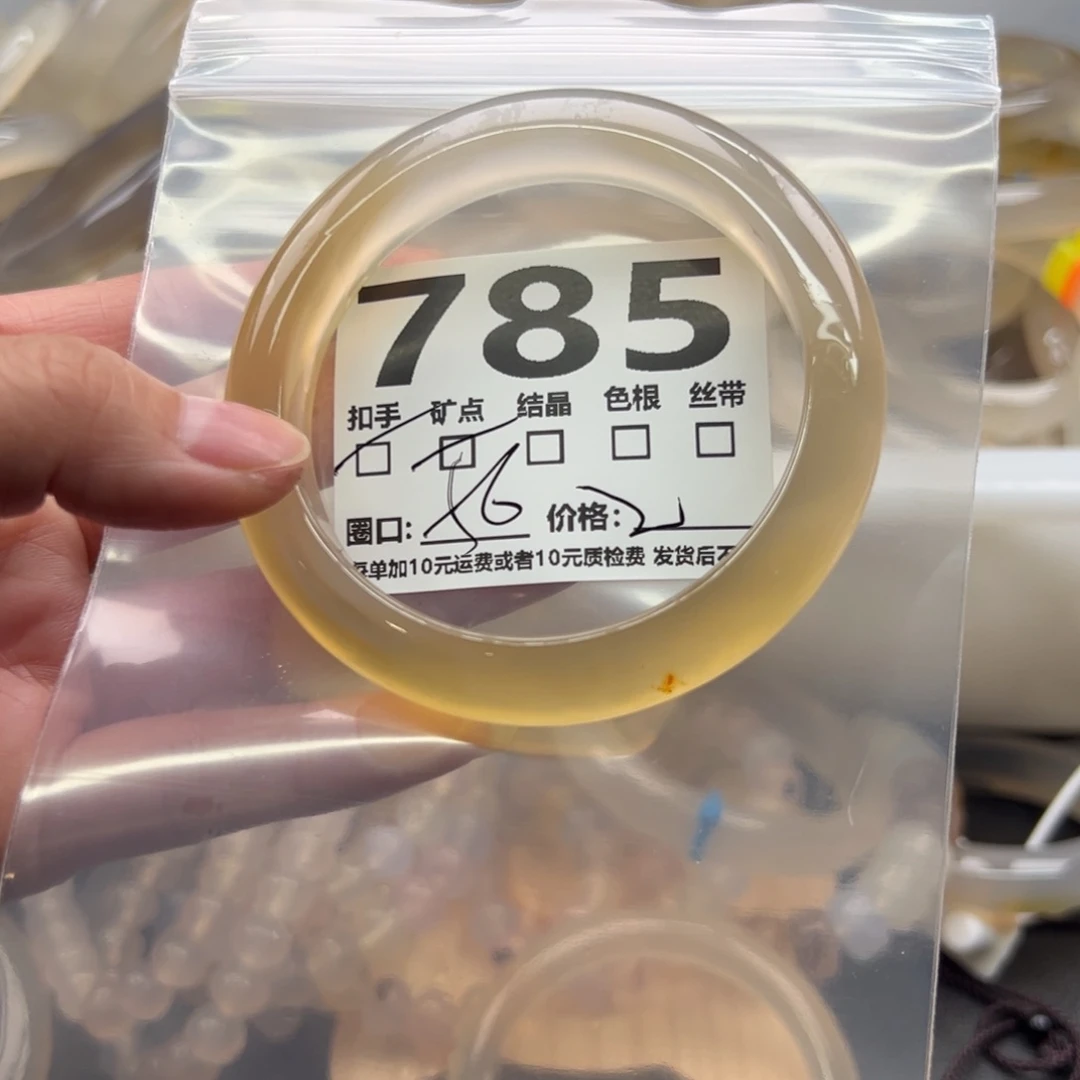 785
扣手 矿点 结晶 色根 丝带
圈口: 56 价格:
单加10元运费或者10元质检费 发货后不